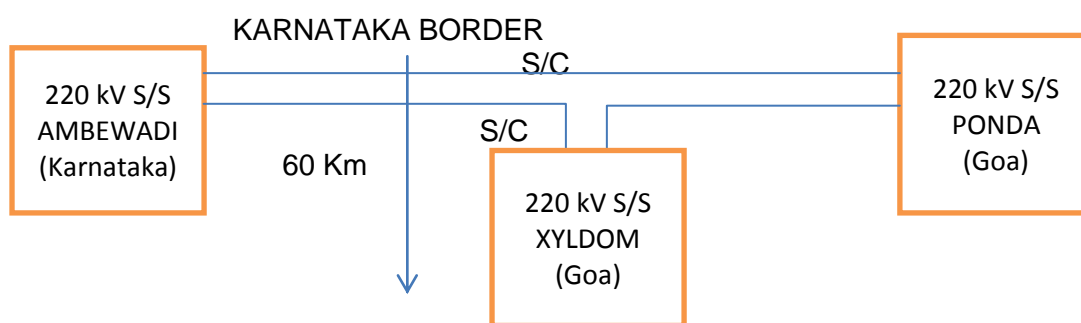 KARNATAKA BORDER
S/C
220 kV S/S
AMBEWADI
(Karnataka)
220 kV S/S
PONDA
(Goa)
S/C
60 Km
220 kV S/S
XYLDOM
(Goa)